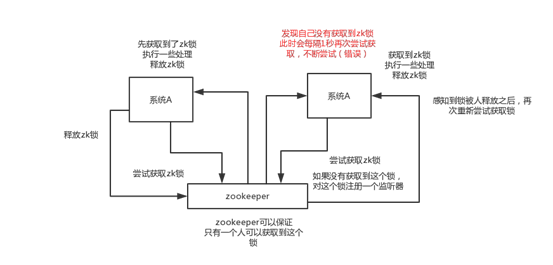 先获取到了zk锁
执行一些处理
释放zk锁
发现自己没有获取到zk锁
此时会每隔1秒再次尝试获
取，不断尝试（错误）
获取到zk锁
执行一些处理
释放zk锁
系统A
系统A
感知到锁被人释放之后，再
次重新尝试获取锁
释放zk锁
尝试获取zk锁
尝试获取zk锁
如果没有获取到这个锁，
对这个锁注册一个监听器
zookeeper
zookeeper可以保证
只有一个人可以获取到这个
锁